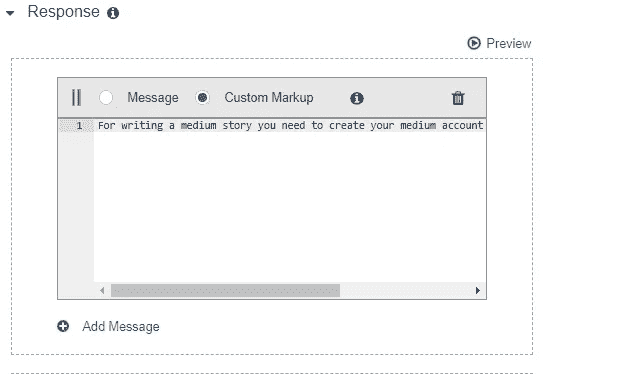 Response
Preview
Message Custom Markup
1 For writing a medium story you need to create your medium account
Add Message